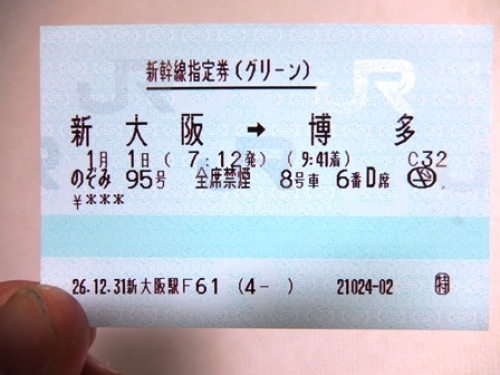 新幹線指定券(グリーン)
新大阪 → 博多
1月1日( 7:12発) ( 9:41着) C32
のぞみ 95号 全席禁煙 8号車 6番D席
¥***
26.12.31新大阪駅F61 (4- ) 21024-02 特